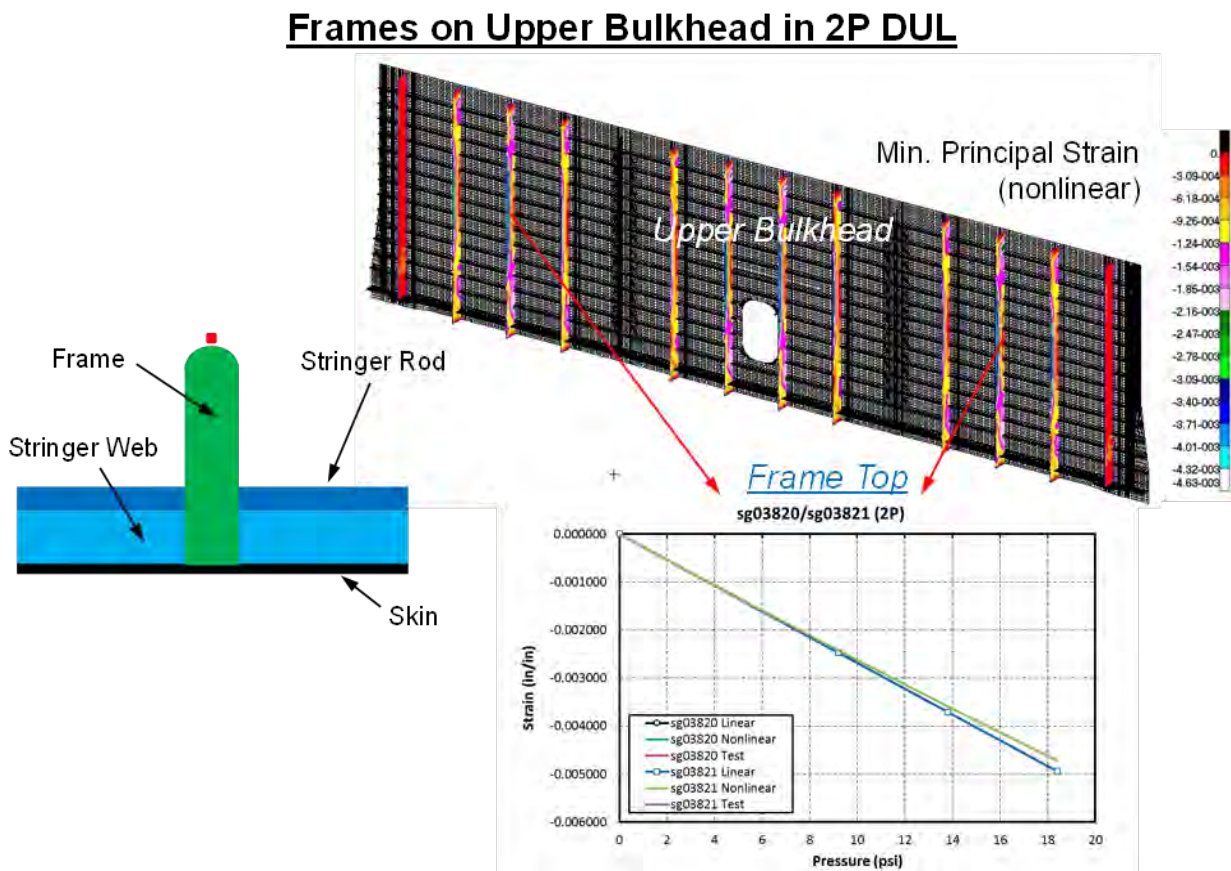 Frames on Upper Bulkhead in 2P DUL
Min. Principal Strain
(nonlinear)
Upper Bulkhead
0.
-3.09-004
-6.18-004
-9.26-004
-1.24-003
-1.54-003
-1.85-003
-2.16-003
-2.47-003
-2.78-003
-3.09-003
-3.40-003
-3.71-003
-4.01-003
-4.32-003
-4.63-003
Frame
Stringer Rod
Stringer Web
Skin
Frame Top
sg03820/sg03821 (2P)
0.000000
-0.001000
-0.002000
-0.003000
-0.004000
-0.005000
-0.006000
Strain (in/in)
sg03820 Linear
sg03820 Nonlinear
sg03820 Test
sg03821 Linear
sg03821 Nonlinear
sg03821 Test
0 2 4 6 8 10 12 14 16 18 20
Pressure (psi)